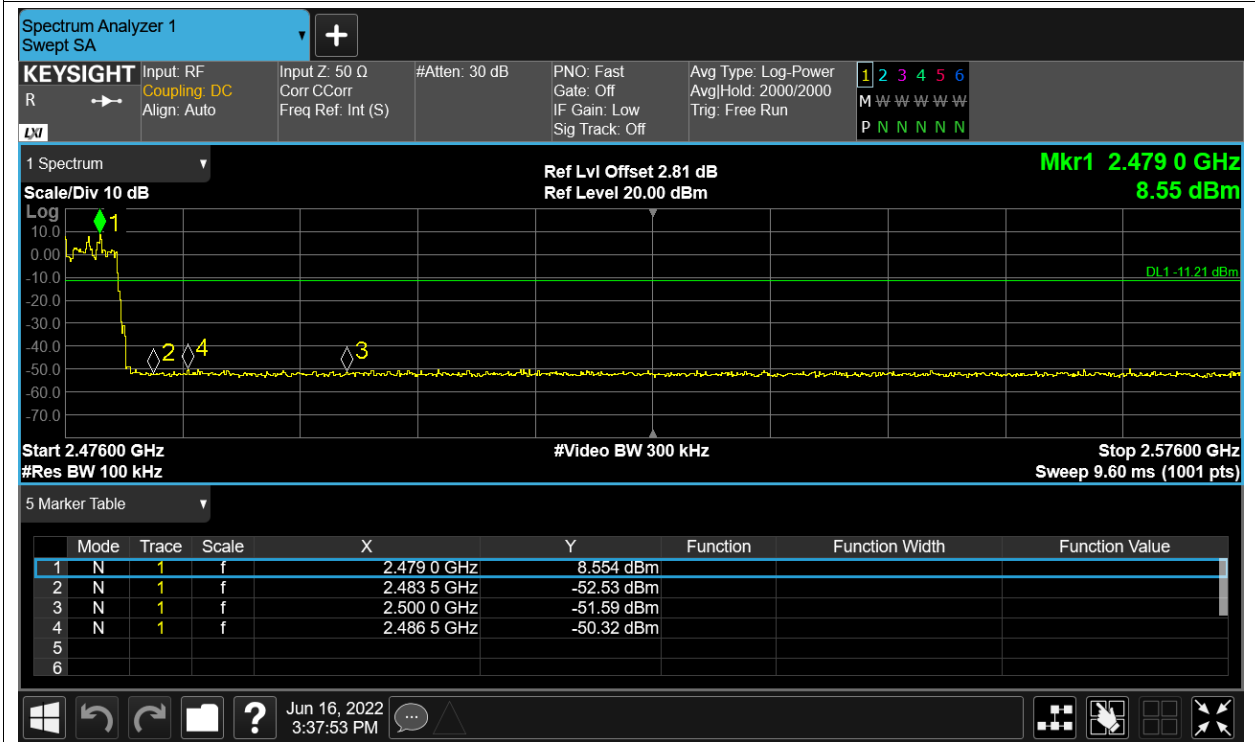 Spectrum Analyzer 1
Swept SA
+
KEYSIGHT Input: RF Input Z: 50 Ω #Atten: 30 dB PNO: Fast Avg Type: Log-Power 1 2 3 4 5 6
R Coupling: DC Corr CCorr Gate: Off Avg|Hold: 2000/2000 M W W W W W
Align: Auto Freq Ref: Int (S) IF Gain: Low Trig: Free Run
LXI Sig Track: Off P N N N N N N
1 Spectrum Ref Lvl Offset 2.81 dB Mkr1 2.479 0 GHz
Scale/Div 10 dB Ref Level 20.00 dBm 8.55 dBm
Log
1
10.0
0.00
-10.0 DL1 -11.21 dBm
-20.0
-30.0
-40.0 2 4 3
-50.0
-60.0
-70.0
Start 2.47600 GHz #Video BW 300 kHz Stop 2.57600 GHz
#Res BW 100 kHz Sweep 9.60 ms (1001 pts)
5 Marker Table
Mode Trace Scale X Y Function Function Width Function Value
1 N 1 f 2.479 0 GHz 8.554 dBm
2 N 1 f 2.483 5 GHz -52.53 dBm
3 N 1 f 2.500 0 GHz -51.59 dBm
4 N 1 f 2.486 5 GHz -50.32 dBm
5
6
? Jun 16, 2022
3:37:53 PM